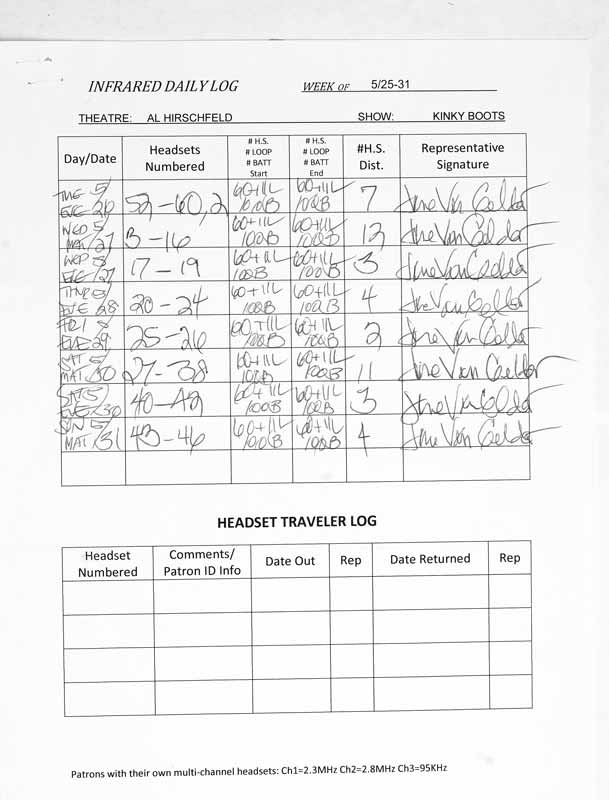 INFRARED DAILY LOG WEEK OF 5/25-31
THEATRE: AL HIRSCHFELD SHOW: KINKY BOOTS
Day/Date Headsets Numbered # H.S. # LOOP # BATT Start # H.S. # LOOP # BATT End #H.S. Dist. Representative Signature
TUE 5/ EVE 26 52-60, 2 60+11L 100B 60+11L 100B 7 Jane Van Gelder
WED 5 MAT/27 3-16 60+11L 100B 60+11L 100B 13 Jane Van Gelder
WED 5 EVE/27 17-19 60+11L 100B 60+11L 100B 3 Jane Van Gelder
THUR 5/ EVE 28 20-24 60+11L 100B 60+11L 100B 4 Jane Van Gelder
FRI 5 EVE 29 25-26 60+11L 100B 60+11L 100B 2 Jane Van Gelder
SAT 5/ MAT 30 27-38 60+11L 100B 60+11L 100B 11 Jane Van Gelder
SAT 5 EVE 30 40-42 60+11L 100B 60+11L 100B 3 Jane Van Gelder
SUN 5/ MAT 31 43-46 60+11L 100B 60+11L 100B 4 Jane Van Gelder
HEADSET TRAVELER LOG
Headset Numbered Comments/ Patron ID Info Date Out Rep Date Returned Rep
Patrons with their own multi-channel headsets: Ch1=2.3MHz Ch2=2.8MHz Ch3=95KHz